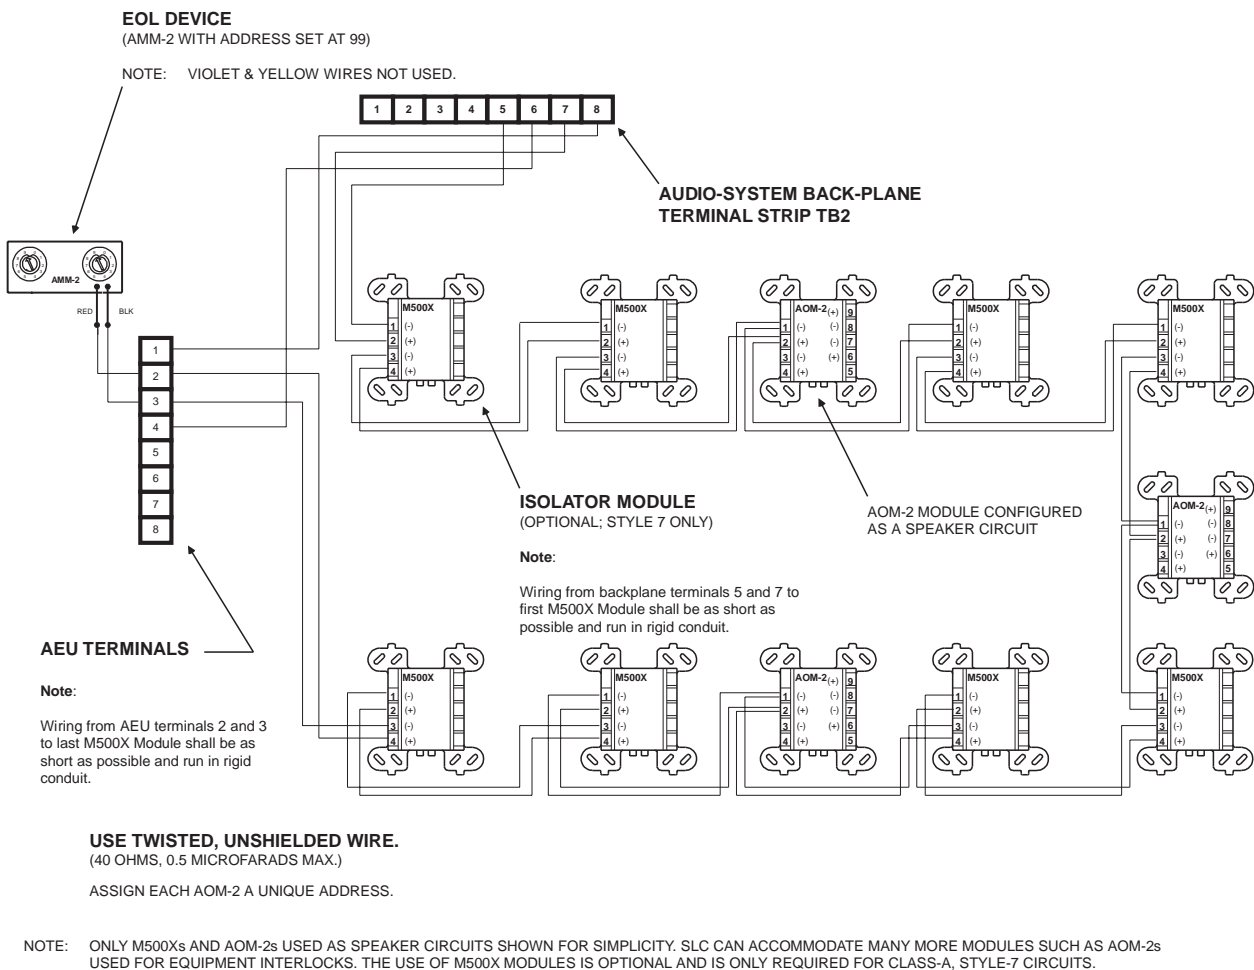 EOL DEVICE
(AMM-2 WITH ADDRESS SET AT 99)
NOTE: VIOLET & YELLOW WIRES NOT USED.
1 2 3 4 5 6 7 8
AUDIO-SYSTEM BACK-PLANE
TERMINAL STRIP TB2
AMM-2
RED BLK
1
2
3
4
5
6
7
8
M500X
1 (-)
2 (+)
3 (-)
4 (+)
M500X
1 (-)
2 (+)
3 (-)
4 (+)
AOM-2 (+) 9
1 (-) (-) 8
2 (+) (-) 7
3 (-) (+) 6
4 (+) 5
M500X
1 (-)
2 (+)
3 (-)
4 (+)
M500X
1 (-)
2 (+)
3 (-)
4 (+)
ISOLATOR MODULE
(OPTIONAL; STYLE 7 ONLY)
Note:
Wiring from backplane terminals 5 and 7 to
first M500X Module shall be as short as
possible and run in rigid conduit.
AOM-2 MODULE CONFIGURED
AS A SPEAKER CIRCUIT
AOM-2 (+) 9
1 (-) (-) 8
2 (+) (-) 7
3 (-) (+) 6
4 (+) 5
AEU TERMINALS
Note:
Wiring from AEU terminals 2 and 3
to last M500X Module shall be as
short as possible and run in rigid
conduit.
M500X
1 (-)
2 (+)
3 (-)
4 (+)
M500X
1 (-)
2 (+)
3 (-)
4 (+)
AOM-2 (+) 9
1 (-) (-) 8
2 (+) (-) 7
3 (-) (+) 6
4 (+) 5
M500X
1 (-)
2 (+)
3 (-)
4 (+)
M500X
1 (-)
2 (+)
3 (-)
4 (+)
USE TWISTED, UNSHIELDED WIRE.
(40 OHMS, 0.5 MICROFARADS MAX.)
ASSIGN EACH AOM-2 A UNIQUE ADDRESS.
NOTE: ONLY M500Xs AND AOM-2s USED AS SPEAKER CIRCUITS SHOWN FOR SIMPLICITY. SLC CAN ACCOMMODATE MANY MORE MODULES SUCH AS AOM-2s
USED FOR EQUIPMENT INTERLOCKS. THE USE OF M500X MODULES IS OPTIONAL AND IS ONLY REQUIRED FOR CLASS-A, STYLE-7 CIRCUITS.